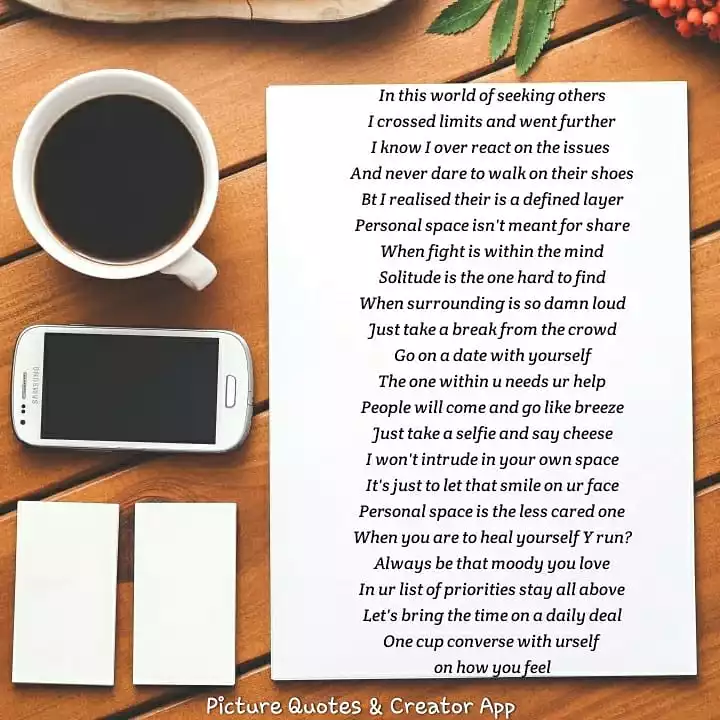 In this world of seeking others
I crossed limits and went further
I know I over react on the issues
And never dare to walk on their shoes
Bt I realised their is a defined layer
Personal space isn't meant for share
When fight is within the mind
Solitude is the one hard to find
When surrounding is so damn loud
Just take a break from the crowd
Go on a date with yourself
The one within u needs ur help
People will come and go like breeze
Just take a selfie and say cheese
I won't intrude in your own space
It's just to let that smile on ur face
Personal space is the less cared one
When you are to heal yourself Y run?
Always be that moody you love
In ur list of priorities stay all above
Let's bring the time on a daily deal
One cup converse with urself
on how you feel
SAMSUNG
Picture Quotes & Creator App